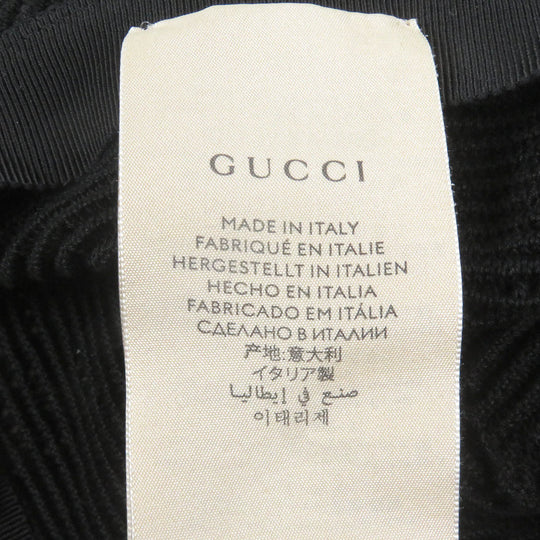 GUCCI
MADE IN ITALY
FABRIQUÉ EN ITALIE
HERGESTELLT IN ITALIEN
HECHO EN ITALIA
FABRICADO EM ITÁLIA
СДЕЛАНО В ИТАЛИИ
产地:意大利
イタリア製
صنع في إيطاليا
이태리제